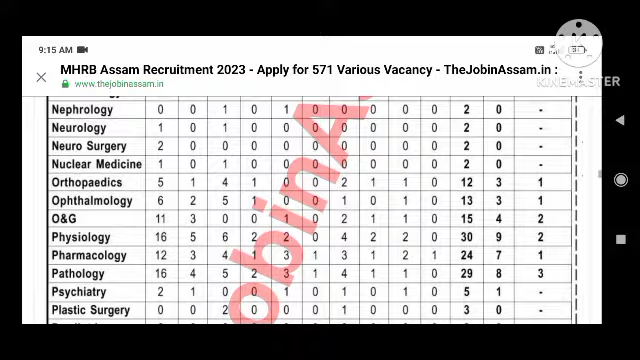 9:15 AM
MHRB Assam Recruitment 2023 - Apply for 571 Various Vacancy - TheJobinAssam.in :
www.thejobinassam.in
KINEMASTER
Nephrology 0 0 1 0 1 0 0 0 0 0 2 0 -
Neurology 1 0 1 0 0 0 0 0 0 0 2 0 -
Neuro Surgery 2 0 0 0 0 0 0 0 0 0 2 0 -
Nuclear Medicine 1 0 1 0 0 0 0 0 0 0 2 0 -
Orthopaedics 5 1 4 1 0 0 2 1 1 0 12 3 1
Ophthalmology 6 2 5 1 0 0 1 0 1 0 13 3 1
O&G 11 3 0 0 1 0 2 1 1 0 15 4 2
Physiology 16 5 6 2 2 0 4 2 2 0 30 9 2
Pharmacology 12 3 4 1 3 1 3 1 2 1 24 7 1
Pathology 16 4 5 2 3 1 4 1 1 0 29 8 3
Psychiatry 2 1 0 0 1 0 1 0 1 0 5 1 -
Plastic Surgery 0 0 2 0 0 0 1 0 0 0 3 0 -
obinAs